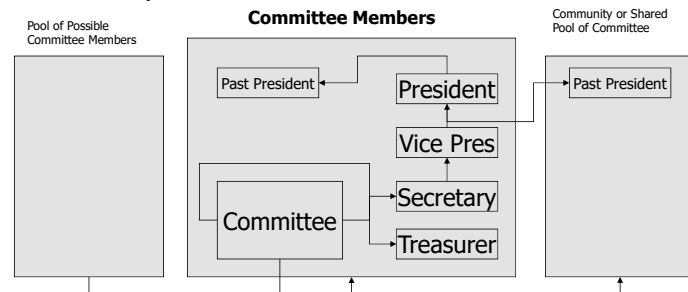 Pool of Possible
Committee Members
Committee Members
Community or Shared
Pool of Committee
Past President
President
Past President
Vice Pres
Secretary
Committee
Treasurer